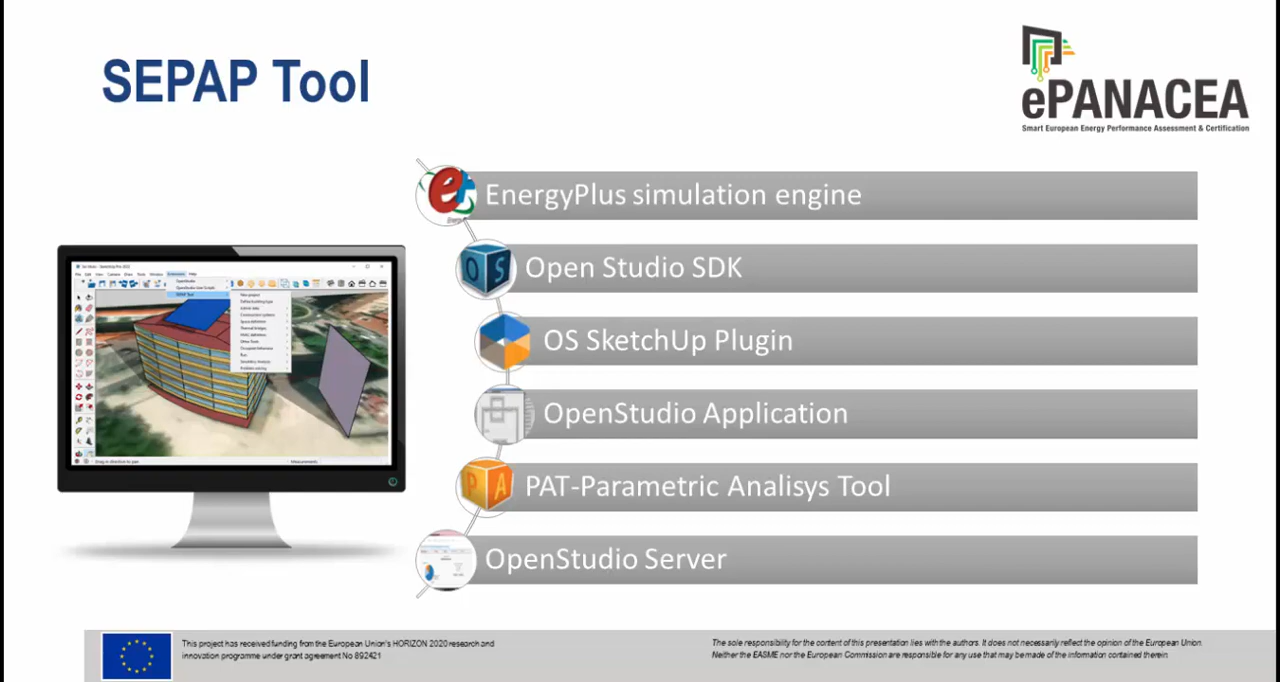 SEPAP Tool
ePANACEA
Smart European Energy Performance Assessment & Certification
EnergyPlus simulation engine
OS
Open Studio SDK
OS SketchUp Plugin
OpenStudio Application
PA
PAT-Parametric Analisys Tool
OpenStudio Server
This project has received funding from the European Union's HORIZON 2020 research and
innovation programme under grant agreement No 892421
The sole responsibility for the content of this presentation lies with the authors. It does not necessarily reflect the opinion of the European Union.
Neither the EASME nor the European Commission are responsible for any use that may be made of the information contained therein.